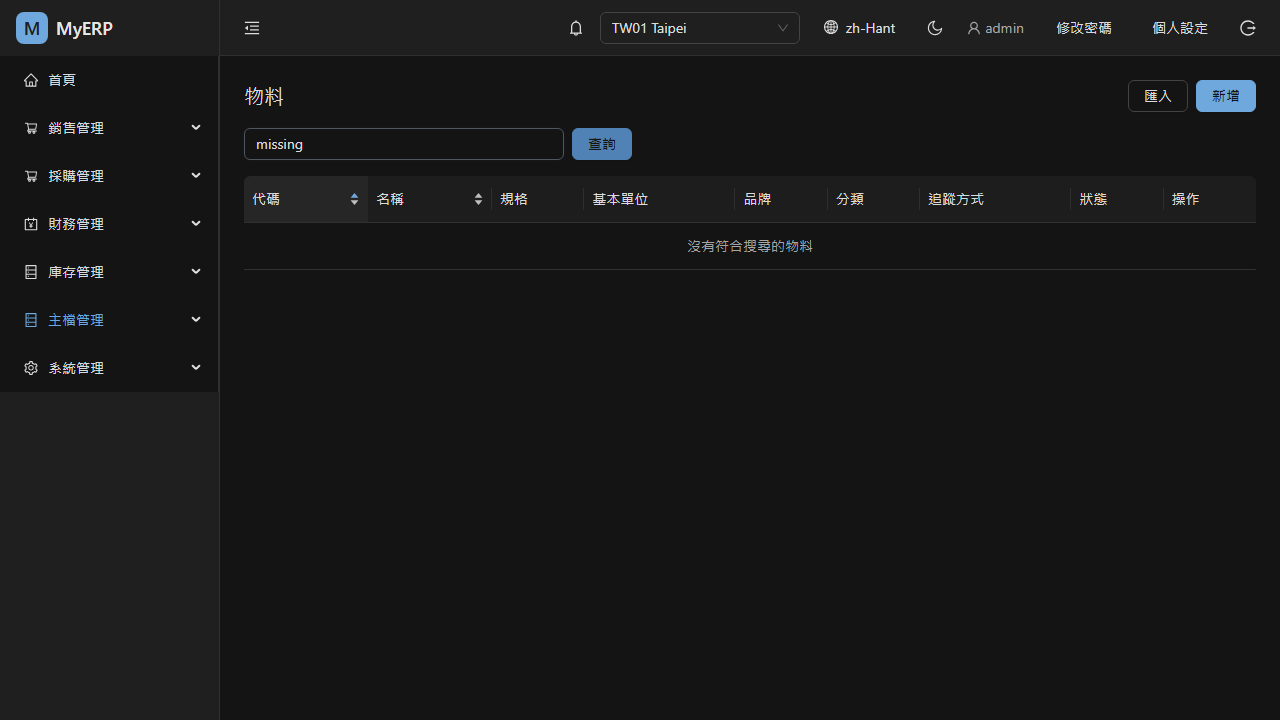 M MyERP
TW01 Taipei
zh-Hant
admin
修改密碼
個人設定
首頁
銷售管理
採購管理
財務管理
庫存管理
主檔管理
系統管理
物料
匯入
新增
missing
查詢
代碼 名稱 規格 基本單位 品牌 分類 追蹤方式 狀態 操作
沒有符合搜尋的物料